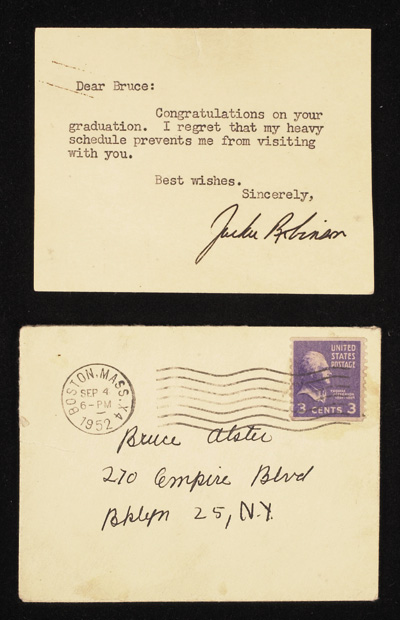 Dear Bruce:
Congratulations on your
graduation. I regret that my heavy
schedule prevents me from visiting
with you.
Best wishes.
Sincerely,
Jackie Robinson
BOSTON, MASS. X4
SEP 4
6-PM
1952
UNITED
STATES
POSTAGE
3 CENTS 3
Bruce Alster
270 Empire Blvd
Bklyn 25, N.Y.